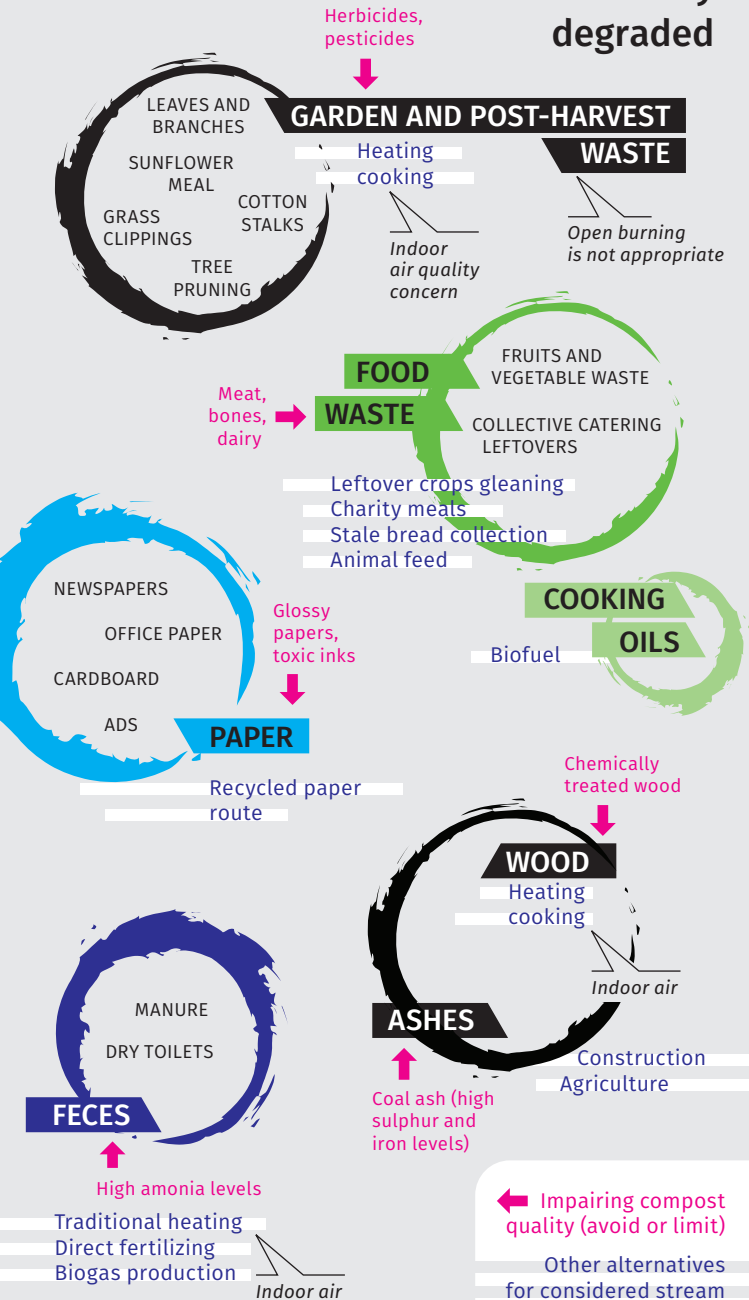 degraded
Herbicides,
pesticides
LEAVES AND
BRANCHES
SUNFLOWER
MEAL
GRASS
CLIPPINGS
COTTON
STALKS
TREE
PRUNING
GARDEN AND POST-HARVEST
WASTE
Heating
cooking
Indoor
air quality
concern
Open burning
is not appropriate
FOOD
WASTE
FRUITS AND
VEGETABLE WASTE
COLLECTIVE CATERING
LEFTOVERS
Meat,
bones,
dairy
Leftover crops gleaning
Charity meals
Stale bread collection
Animal feed
NEWSPAPERS
OFFICE PAPER
CARDBOARD
ADS
Glossy
papers,
toxic inks
PAPER
Recycled paper
route
COOKING
OILS
Biofuel
Chemically
treated wood
WOOD
Heating
cooking
Indoor air
ASHES
Construction
Agriculture
Coal ash (high
sulphur and
iron levels)
MANURE
DRY TOILETS
FECES
High amonia levels
Traditional heating
Direct fertilizing
Biogas production
Indoor air
Impairing compost
quality (avoid or limit)
Other alternatives
for considered stream